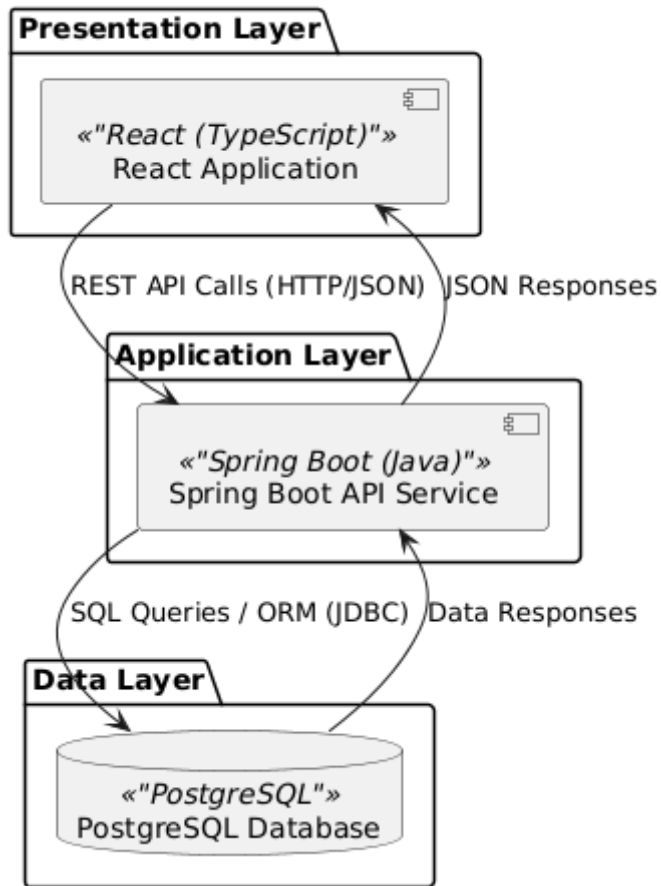 Presentation Layer
«"React (TypeScript)"»
React Application
REST API Calls (HTTP/JSON)
JSON Responses
Application Layer
«"Spring Boot (Java)"»
Spring Boot API Service
SQL Queries / ORM (JDBC)
Data Responses
Data Layer
«"PostgreSQL"»
PostgreSQL Database